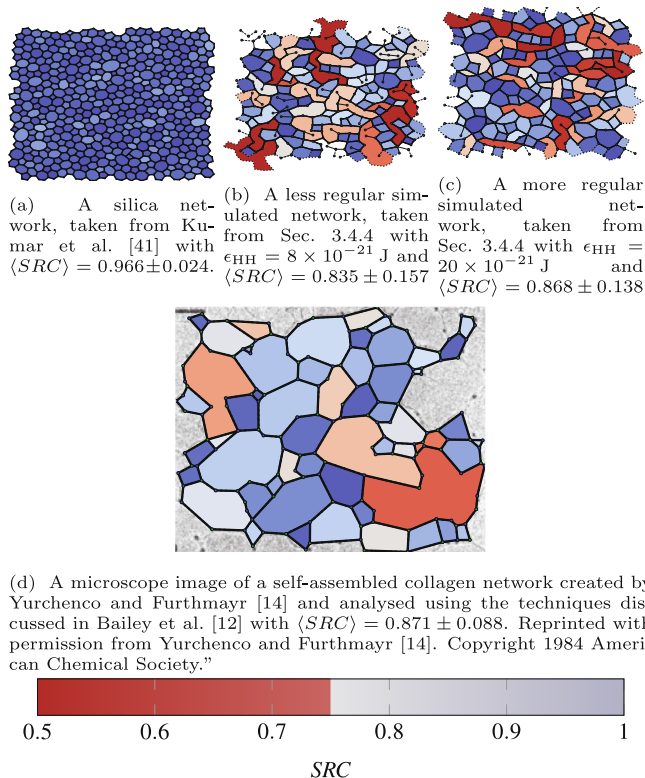 (a) A silica net-
work, taken from Ku-
mar et al. [41] with
⟨SRC⟩ = 0.966±0.024.
(b) A less regular sim-
ulated network, taken
from Sec. 3.4.4 with
ϵHH = 8 × 10−21 J and
⟨SRC⟩ = 0.835 ± 0.157
(c) A more regular
simulated net-
work, taken from
Sec. 3.4.4 with ϵHH =
20 × 10−21 J and
⟨SRC⟩ = 0.868 ± 0.138
(d) A microscope image of a self-assembled collagen network created by
Yurchenco and Furthmayr [14] and analysed using the techniques dis-
cussed in Bailey et al. [12] with ⟨SRC⟩ = 0.871 ± 0.088. Reprinted with
permission from Yurchenco and Furthmayr [14]. Copyright 1984 Ameri-
can Chemical Society.”
0.5 0.6 0.7 0.8 0.9 1
SRC